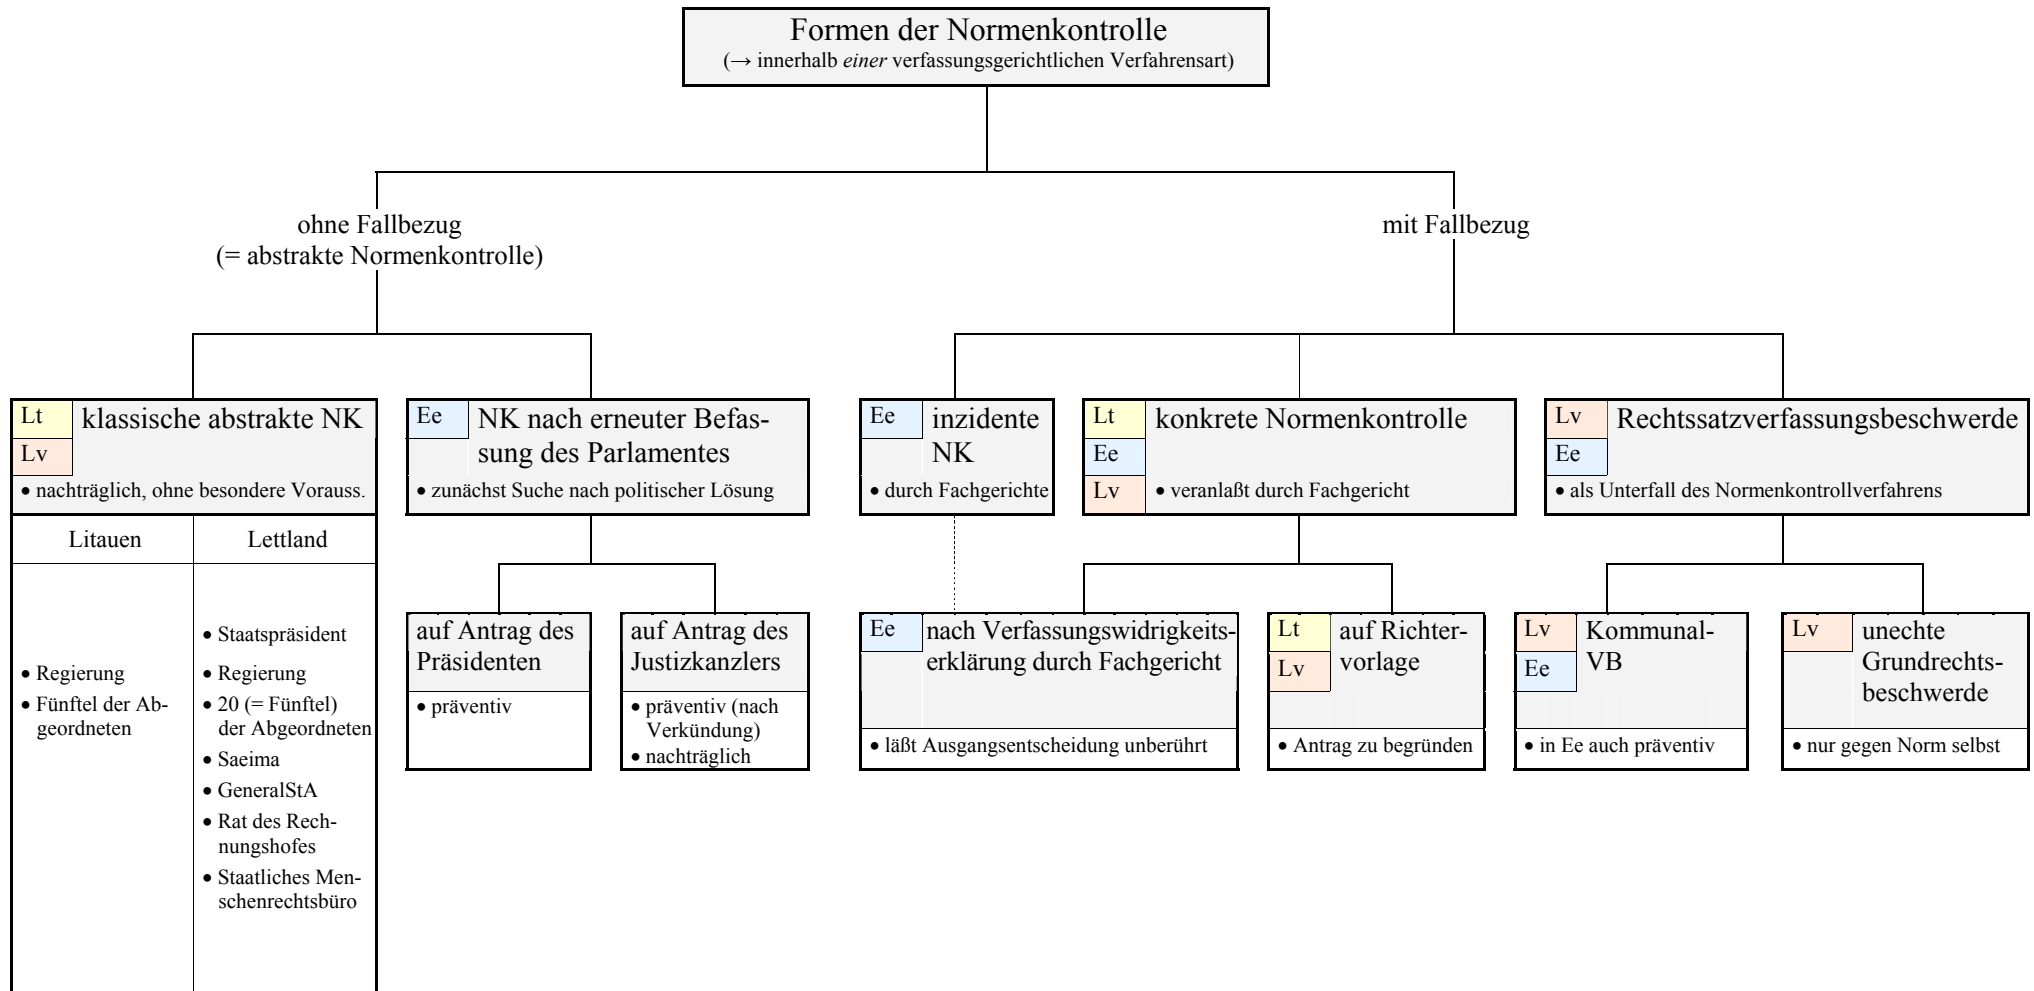 Formen der Normenkontrolle
(→ innerhalb einer verfassungsgerichtlichen Verfahrensart)
ohne Fallbezug
(= abstrakte Normenkontrolle)
mit Fallbezug
Lt
Lv
klassische abstrakte NK
• nachträglich, ohne besondere Vorauss.
Ee
NK nach erneuter Befas-
sung des Parlamentes
• zunächst Suche nach politischer Lösung
Ee
inzidente
NK
• durch Fachgerichte
Lt
Ee
Lv
konkrete Normenkontrolle
• veranlaßt durch Fachgericht
Lv
Ee
Rechtssatzverfassungsbeschwerde
• als Unterfall des Normenkontrollverfahrens
Litauen
• Regierung
• Fünftel der Ab-
geordneten
Lettland
• Staatspräsident
• Regierung
• 20 (= Fünftel)
der Abgeordneten
• Saeima
• GeneralStA
• Rat des Rech-
nungshofes
• Staatliches Men-
schenrechtsbüro
auf Antrag des
Präsidenten
• präventiv
auf Antrag des
Justizkanzlers
• präventiv (nach
Verkündung)
• nachträglich
Ee
nach Verfassungswidrigkeits-
erklärung durch Fachgericht
• läßt Ausgangsentscheidung unberührt
Lt
Lv
auf Richter-
vorlage
• Antrag zu begründen
Lv
Ee
Kommunal-
VB
• in Ee auch präventiv
Lv
unechte
Grundrechts-
beschwerde
• nur gegen Norm selbst